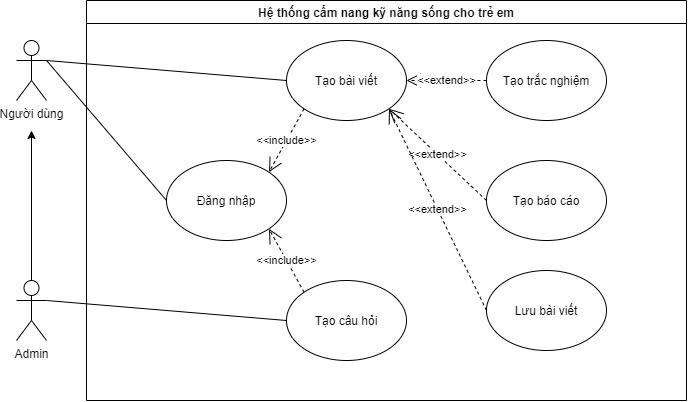 Hệ thống cẩm nang kỹ năng sống cho trẻ em
Tạo bài viết
<<extend>>
Tạo trắc nghiệm
Người dùng
<<include>>
<<extend>>
Đăng nhập
Tạo báo cáo
<<extend>>
<<include>>
Lưu bài viết
Tạo câu hỏi
Admin